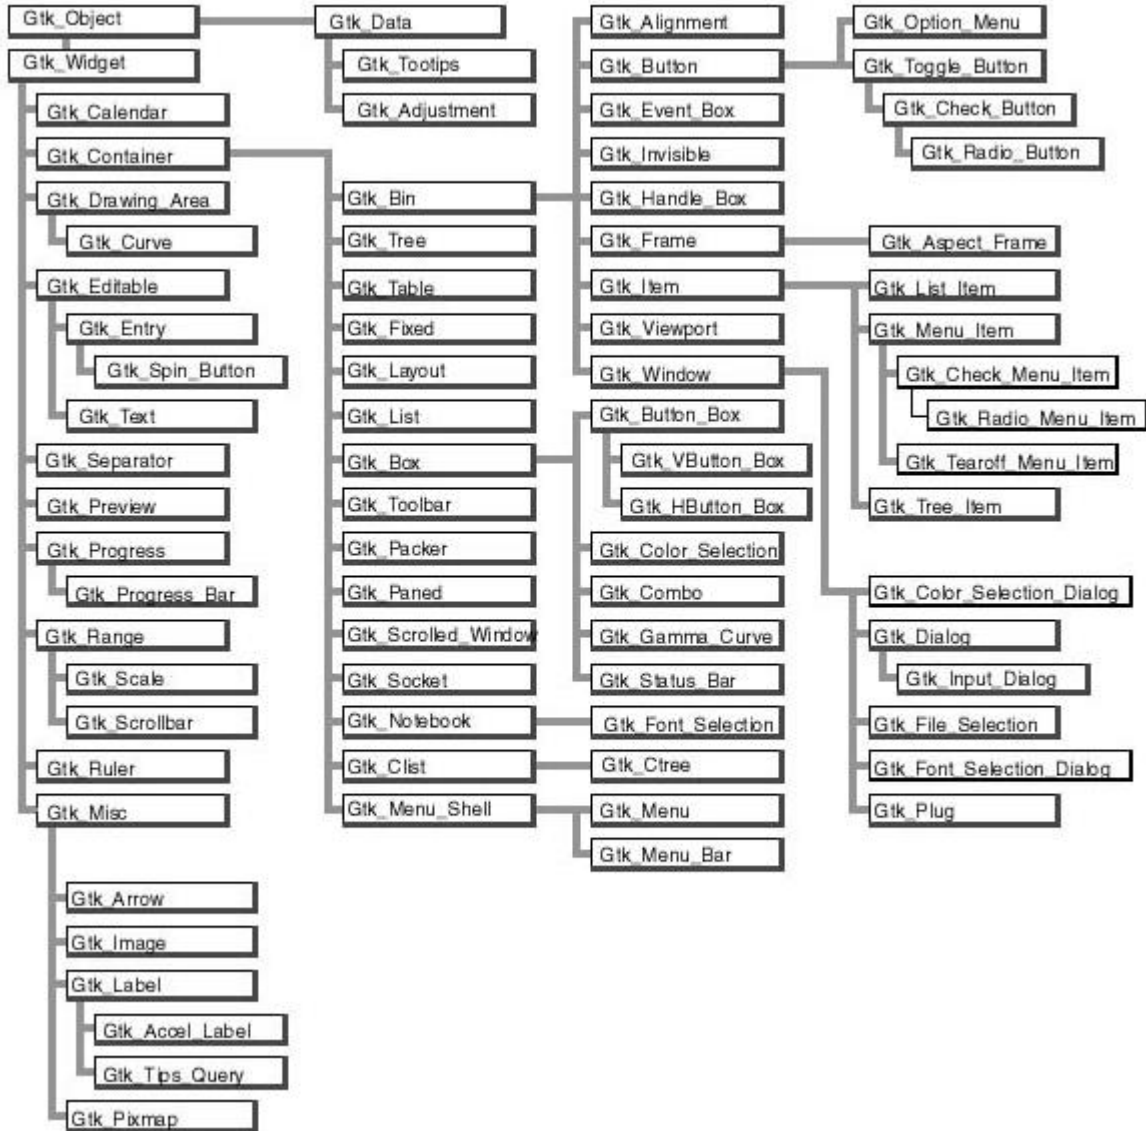 Gtk_Object
Gtk_Widget
Gtk_Calendar
Gtk_Container
Gtk_Drawing_Area
Gtk_Curve
Gtk_Editable
Gtk_Entry
Gtk_Spin_Button
Gtk_Text
Gtk_Separator
Gtk_Preview
Gtk_Progress
Gtk_Progress_Bar
Gtk_Range
Gtk_Scale
Gtk_Scrollbar
Gtk_Ruler
Gtk_Misc
Gtk_Arrow
Gtk_Image
Gtk_Label
Gtk_Accel_Label
Gtk_Tips_Query
Gtk_Pixmap
Gtk_Data
Gtk_Tootips
Gtk_Adjustment
Gtk_Bin
Gtk_Tree
Gtk_Table
Gtk_Fixed
Gtk_Layout
Gtk_List
Gtk_Box
Gtk_Toolbar
Gtk_Packer
Gtk_Paned
Gtk_Scrolled_Window
Gtk_Socket
Gtk_Notebook
Gtk_Clist
Gtk_Menu_Shell
Gtk_Alignment
Gtk_Button
Gtk_Event_Box
Gtk_Invisible
Gtk_Handle_Box
Gtk_Frame
Gtk_Item
Gtk_Viewport
Gtk_Window
Gtk_Button_Box
Gtk_VButton_Box
Gtk_HButton_Box
Gtk_Color_Selection
Gtk_Combo
Gtk_Gamma_Curve
Gtk_Status_Bar
Gtk_Font_Selection
Gtk_Ctree
Gtk_Menu
Gtk_Menu_Bar
Gtk_Option_Menu
Gtk_Toggle_Button
Gtk_Check_Button
Gtk_Radio_Button
Gtk_Aspect_Frame
Gtk_List_Item
Gtk_Menu_Item
Gtk_Check_Menu_Item
Gtk_Radio_Menu_Item
Gtk_Tearoff_Menu_Item
Gtk_Tree_Item
Gtk_Color_Selection_Dialog
Gtk_Dialog
Gtk_Input_Dialog
Gtk_File_Selection
Gtk_Font_Selection_Dialog
Gtk_Plug